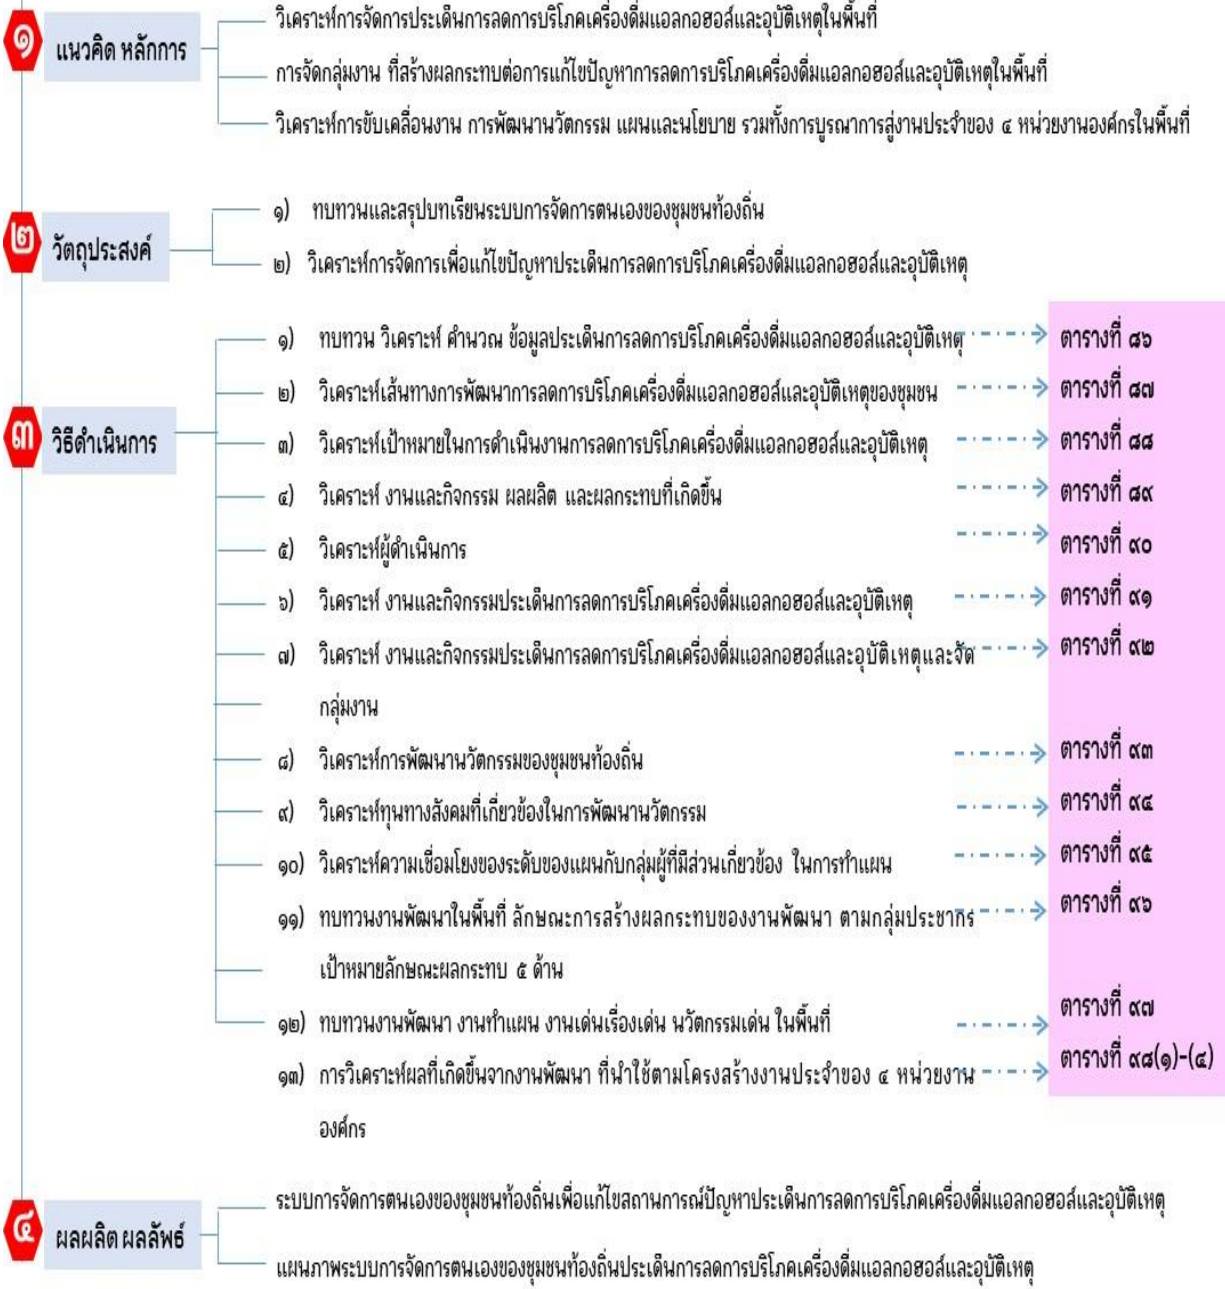 ๑ แนวคิด หลักการ
วิเคราะห์การจัดการประเด็นการลดการบริโภคเครื่องดื่มแอลกอฮอล์และอุบัติเหตุในพื้นที่
การจัดกลุ่มงาน ที่สร้างผลกระทบต่อการแก้ไขปัญหาการลดการบริโภคเครื่องดื่มแอลกอฮอล์และอุบัติเหตุในพื้นที่
วิเคราะห์การขับเคลื่อนงาน การพัฒนานวัตกรรม แผนและนโยบาย รวมทั้งการบูรณาการสู่งานประจำของ ๔ หน่วยงานองค์กรในพื้นที่
๒ วัตถุประสงค์
๑) ทบทวนและสรุปบทเรียนระบบการจัดการตนเองของชุมชนท้องถิ่น
๒) วิเคราะห์การจัดการเพื่อแก้ไขปัญหาประเด็นการลดการบริโภคเครื่องดื่มแอลกอฮอล์และอุบัติเหตุ
๓ วิธีดำเนินการ
๑) ทบทวน วิเคราะห์ คำนวณ ข้อมูลประเด็นการลดการบริโภคเครื่องดื่มแอลกอฮอล์และอุบัติเหตุ ตารางที่ ๘๖
๒) วิเคราะห์เส้นทางการพัฒนาการลดการบริโภคเครื่องดื่มแอลกอฮอล์และอุบัติเหตุของชุมชน ตารางที่ ๘๗
๓) วิเคราะห์เป้าหมายในการดำเนินงานการลดการบริโภคเครื่องดื่มแอลกอฮอล์และอุบัติเหตุ ตารางที่ ๘๘
๔) วิเคราะห์ งานและกิจกรรม ผลผลิต และผลกระทบที่เกิดขึ้น ตารางที่ ๘๙
๕) วิเคราะห์ผู้ดำเนินการ ตารางที่ ๙๐
๖) วิเคราะห์ งานและกิจกรรมประเด็นการลดการบริโภคเครื่องดื่มแอลกอฮอล์และอุบัติเหตุ ตารางที่ ๙๑
๗) วิเคราะห์ งานและกิจกรรมประเด็นการลดการบริโภคเครื่องดื่มแอลกอฮอล์และอุบัติเหตุและจัด ตารางที่ ๙๒
กลุ่มงาน
๘) วิเคราะห์การพัฒนานวัตกรรมของชุมชนท้องถิ่น ตารางที่ ๙๓
๙) วิเคราะห์ทุนทางสังคมที่เกี่ยวข้องในการพัฒนานวัตกรรม ตารางที่ ๙๔
๑๐) วิเคราะห์ความเชื่อมโยงของระดับของแผนกับกลุ่มผู้ที่มีส่วนเกี่ยวข้อง ในการทำแผน ตารางที่ ๙๕
๑๑) ทบทวนงานพัฒนาในพื้นที่ ลักษณะการสร้างผลกระทบของงานพัฒนา ตามกลุ่มประชากร ตารางที่ ๙๖
เป้าหมายลักษณะผลกระทบ ๕ ด้าน
๑๒) ทบทวนงานพัฒนา งานทำแผน งานเด่นเรื่องเด่น นวัตกรรมเด่น ในพื้นที่ ตารางที่ ๙๗
๑๓) การวิเคราะห์ผลที่เกิดขึ้นจากงานพัฒนา ที่นำใช้ตามโครงสร้างงานประจำของ ๔ หน่วยงาน ตารางที่ ๙๘(๑)-(๔)
องค์กร
๔ ผลผลิต ผลลัพธ์
ระบบการจัดการตนเองของชุมชนท้องถิ่นเพื่อแก้ไขสถานการณ์ปัญหาประเด็นการลดการบริโภคเครื่องดื่มแอลกอฮอล์และอุบัติเหตุ
แผนภาพระบบการจัดการตนเองของชุมชนท้องถิ่นประเด็นการลดการบริโภคเครื่องดื่มแอลกอฮอล์และอุบัติเหตุ